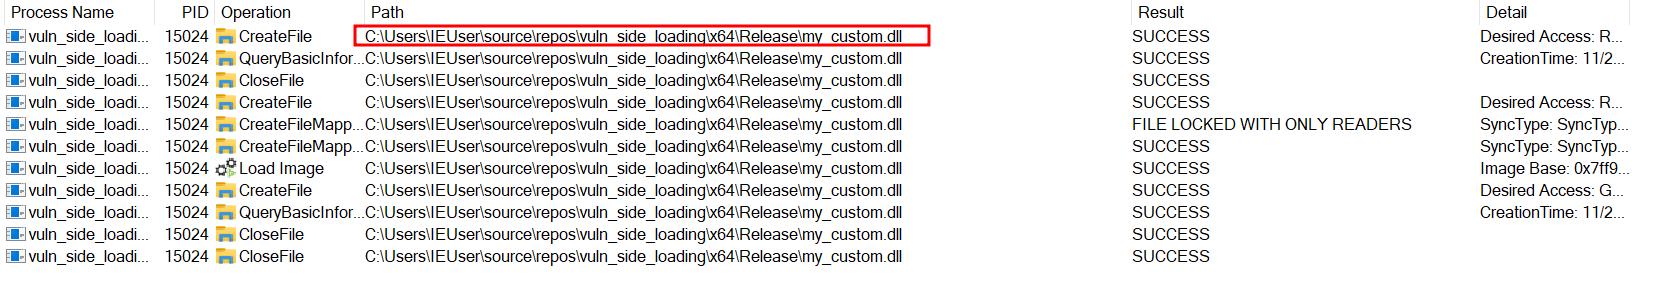 Process Name PID Operation Path Result Detail
vuln_side_loadi... 15024 CreateFile C:\Users\IEUser\source\repos\vuln_side_loading\x64\Release\my_custom.dll SUCCESS Desired Access: R...
vuln_side_loadi... 15024 QueryBasicInfor... C:\Users\IEUser\source\repos\vuln_side_loading\x64\Release\my_custom.dll SUCCESS CreationTime: 11/2...
vuln_side_loadi... 15024 CloseFile C:\Users\IEUser\source\repos\vuln_side_loading\x64\Release\my_custom.dll SUCCESS
vuln_side_loadi... 15024 CreateFile C:\Users\IEUser\source\repos\vuln_side_loading\x64\Release\my_custom.dll SUCCESS Desired Access: R...
vuln_side_loadi... 15024 CreateFileMapp... C:\Users\IEUser\source\repos\vuln_side_loading\x64\Release\my_custom.dll FILE LOCKED WITH ONLY READERS SyncType: SyncTyp...
vuln_side_loadi... 15024 CreateFileMapp... C:\Users\IEUser\source\repos\vuln_side_loading\x64\Release\my_custom.dll SUCCESS SyncType: SyncTyp...
vuln_side_loadi... 15024 Load Image C:\Users\IEUser\source\repos\vuln_side_loading\x64\Release\my_custom.dll SUCCESS Image Base: 0x7ff9...
vuln_side_loadi... 15024 CreateFile C:\Users\IEUser\source\repos\vuln_side_loading\x64\Release\my_custom.dll SUCCESS Desired Access: G...
vuln_side_loadi... 15024 QueryBasicInfor... C:\Users\IEUser\source\repos\vuln_side_loading\x64\Release\my_custom.dll SUCCESS CreationTime: 11/2...
vuln_side_loadi... 15024 CloseFile C:\Users\IEUser\source\repos\vuln_side_loading\x64\Release\my_custom.dll SUCCESS
vuln_side_loadi... 15024 CloseFile C:\Users\IEUser\source\repos\vuln_side_loading\x64\Release\my_custom.dll SUCCESS